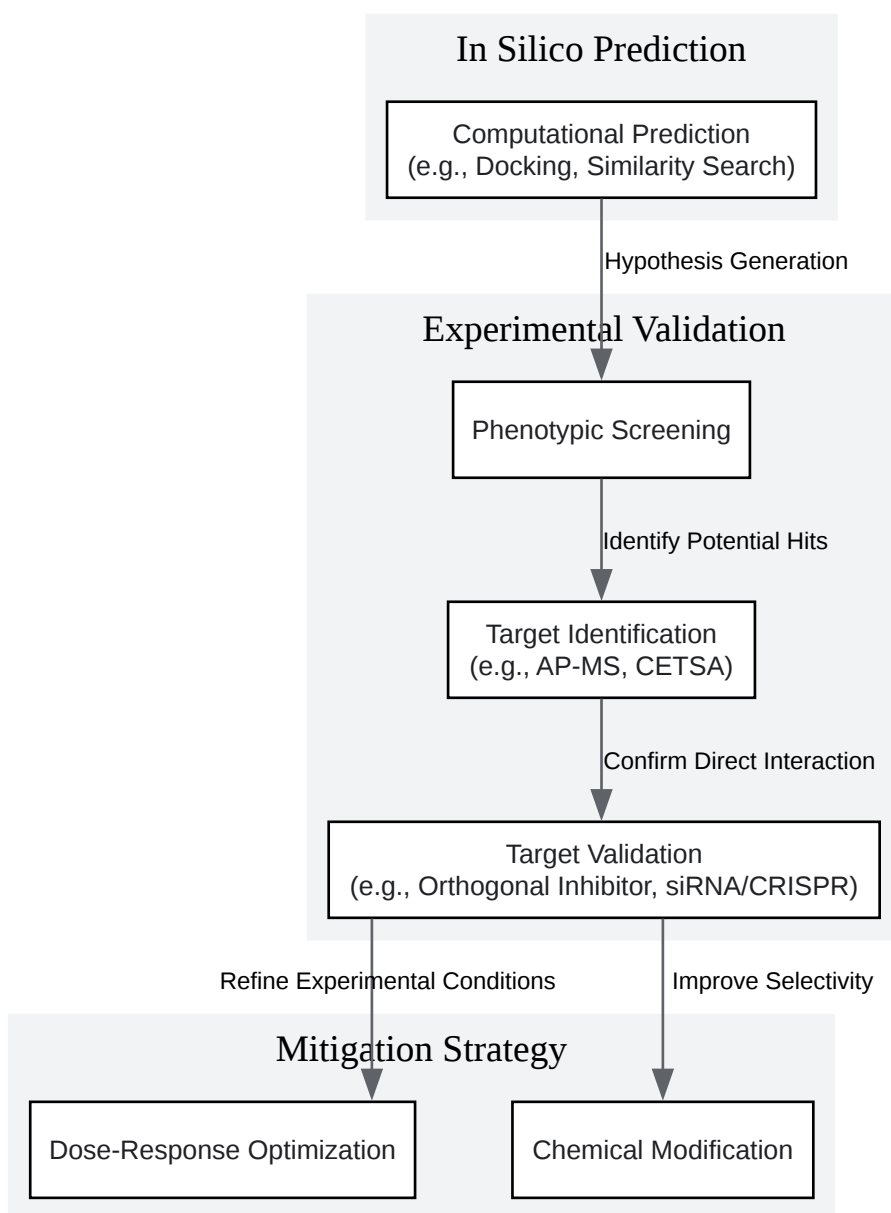 In Silico Prediction
Computational Prediction
(e.g., Docking, Similarity Search)
Hypothesis Generation
Experimental Validation
Phenotypic Screening
Identify Potential Hits
Target Identification
(e.g., AP-MS, CETSA)
Confirm Direct Interaction
Target Validation
(e.g., Orthogonal Inhibitor, siRNA/CRISPR)
Refine Experimental Conditions
Improve Selectivity
Mitigation Strategy
Dose-Response Optimization
Chemical Modification